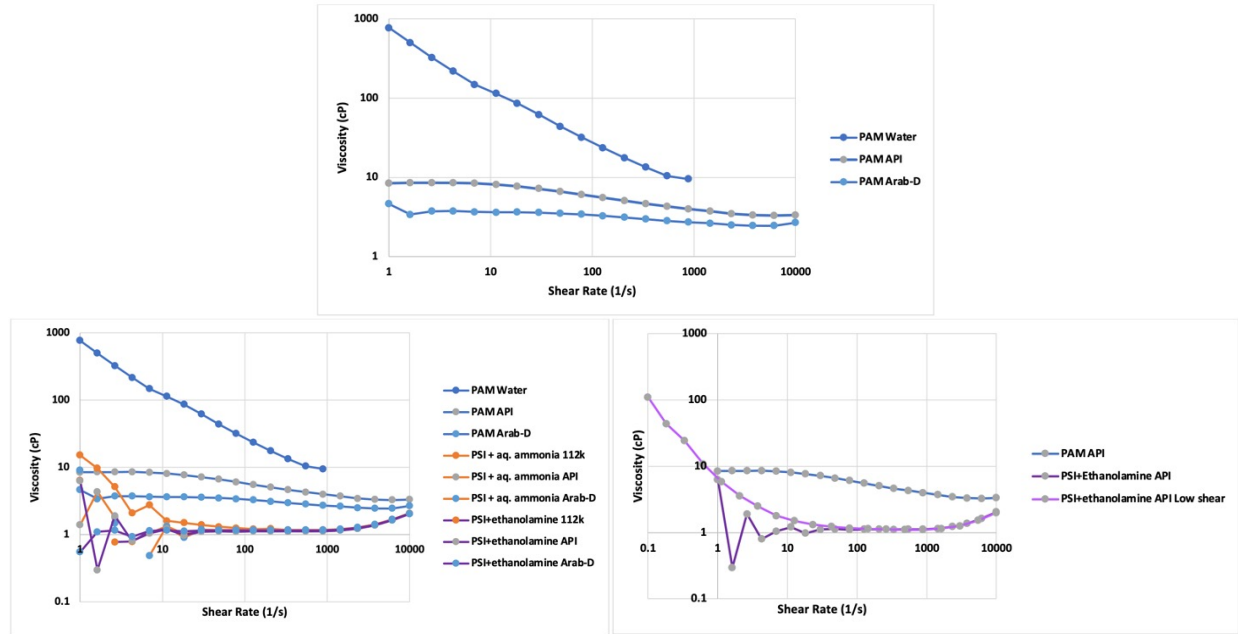 1000
100
10
1
Viscosity (cP)
1 10 100 1000 10000
Shear Rate (1/s)
PAM Water
PAM API
PAM Arab-D
1000
100
10
1
0.1
Viscosity (cP)
1 10 100 1000 10000
Shear Rate (1/s)
PAM Water
PAM API
PAM Arab-D
PSI + aq. ammonia 112k
PSI + aq. ammonia API
PSI + aq. ammonia Arab-D
PSI+ethanolamine 112k
PSI+ethanolamine API
PSI+ethanolamine Arab-D
1000
100
10
1
0.1
Viscosity (cP)
0.1 1 10 100 1000 10000
Shear Rate (1/s)
PAM API
PSI+Ethanolamine API
PSI+ethanolamine API Low shear